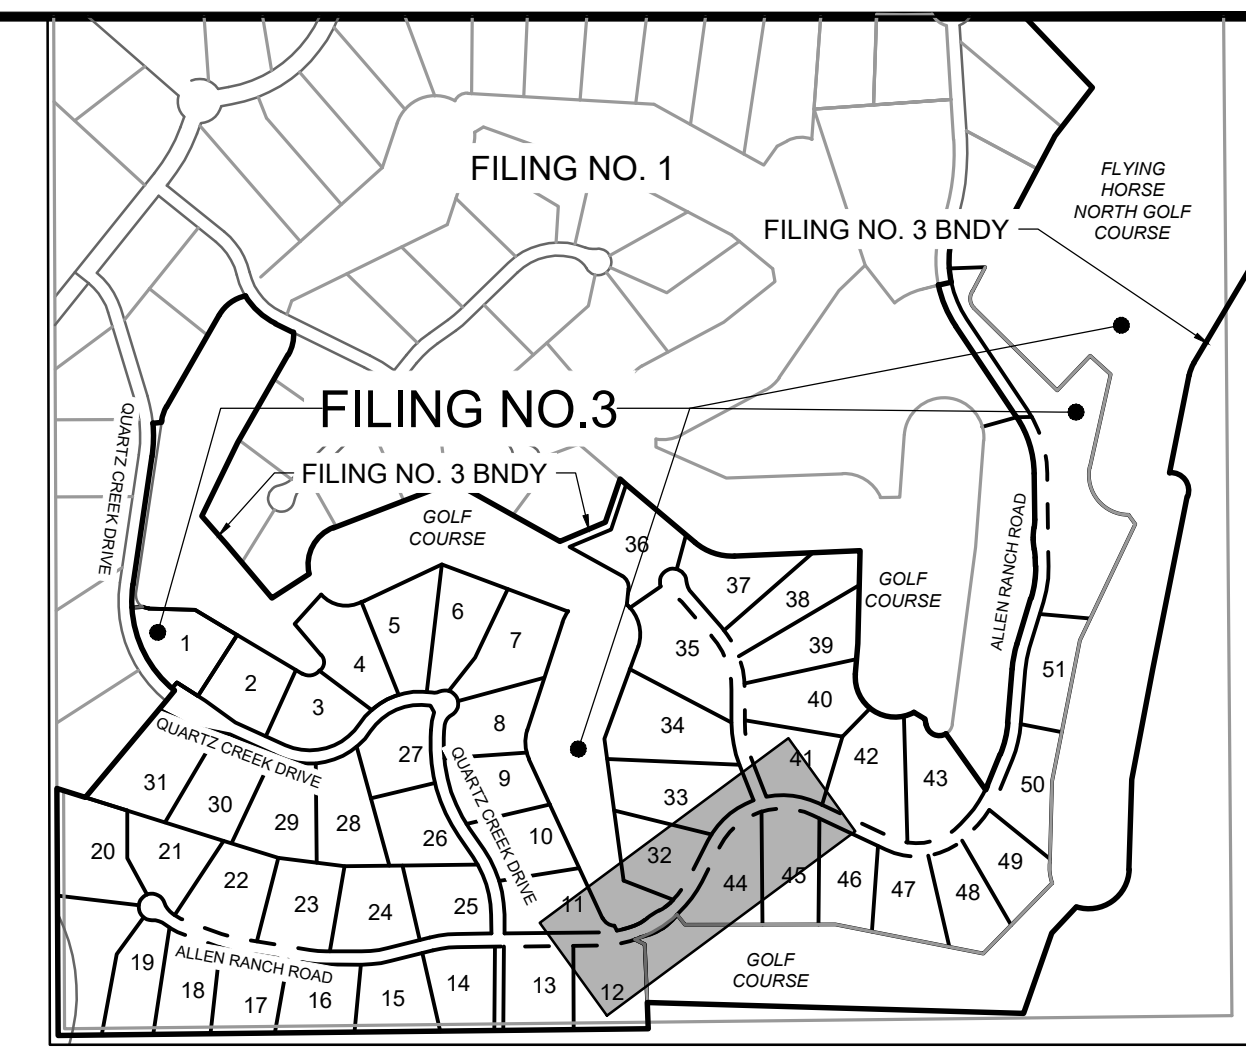 FILING NO. 1
FLYING
HORSE
NORTH GOLF
COURSE
FILING NO. 3 BNDY
FILING NO.3
QUARTZ CREEK DRIVE
FILING NO. 3 BNDY
GOLF
COURSE
ALLEN RANCH ROAD
36
37
38
GOLF
COURSE
1
2
3
4
5
6
7
35
39
40
51
8
34
QUARTZ CREEK DRIVE
27
QUARTZ CREEK DRIVE
9
41
42
43
50
31
30
29
28
26
10
33
32
20
21
22
23
24
25
11
44
45
46
47
48
49
19
18
17
ALLEN RANCH ROAD
16
15
14
13
12
GOLF
COURSE